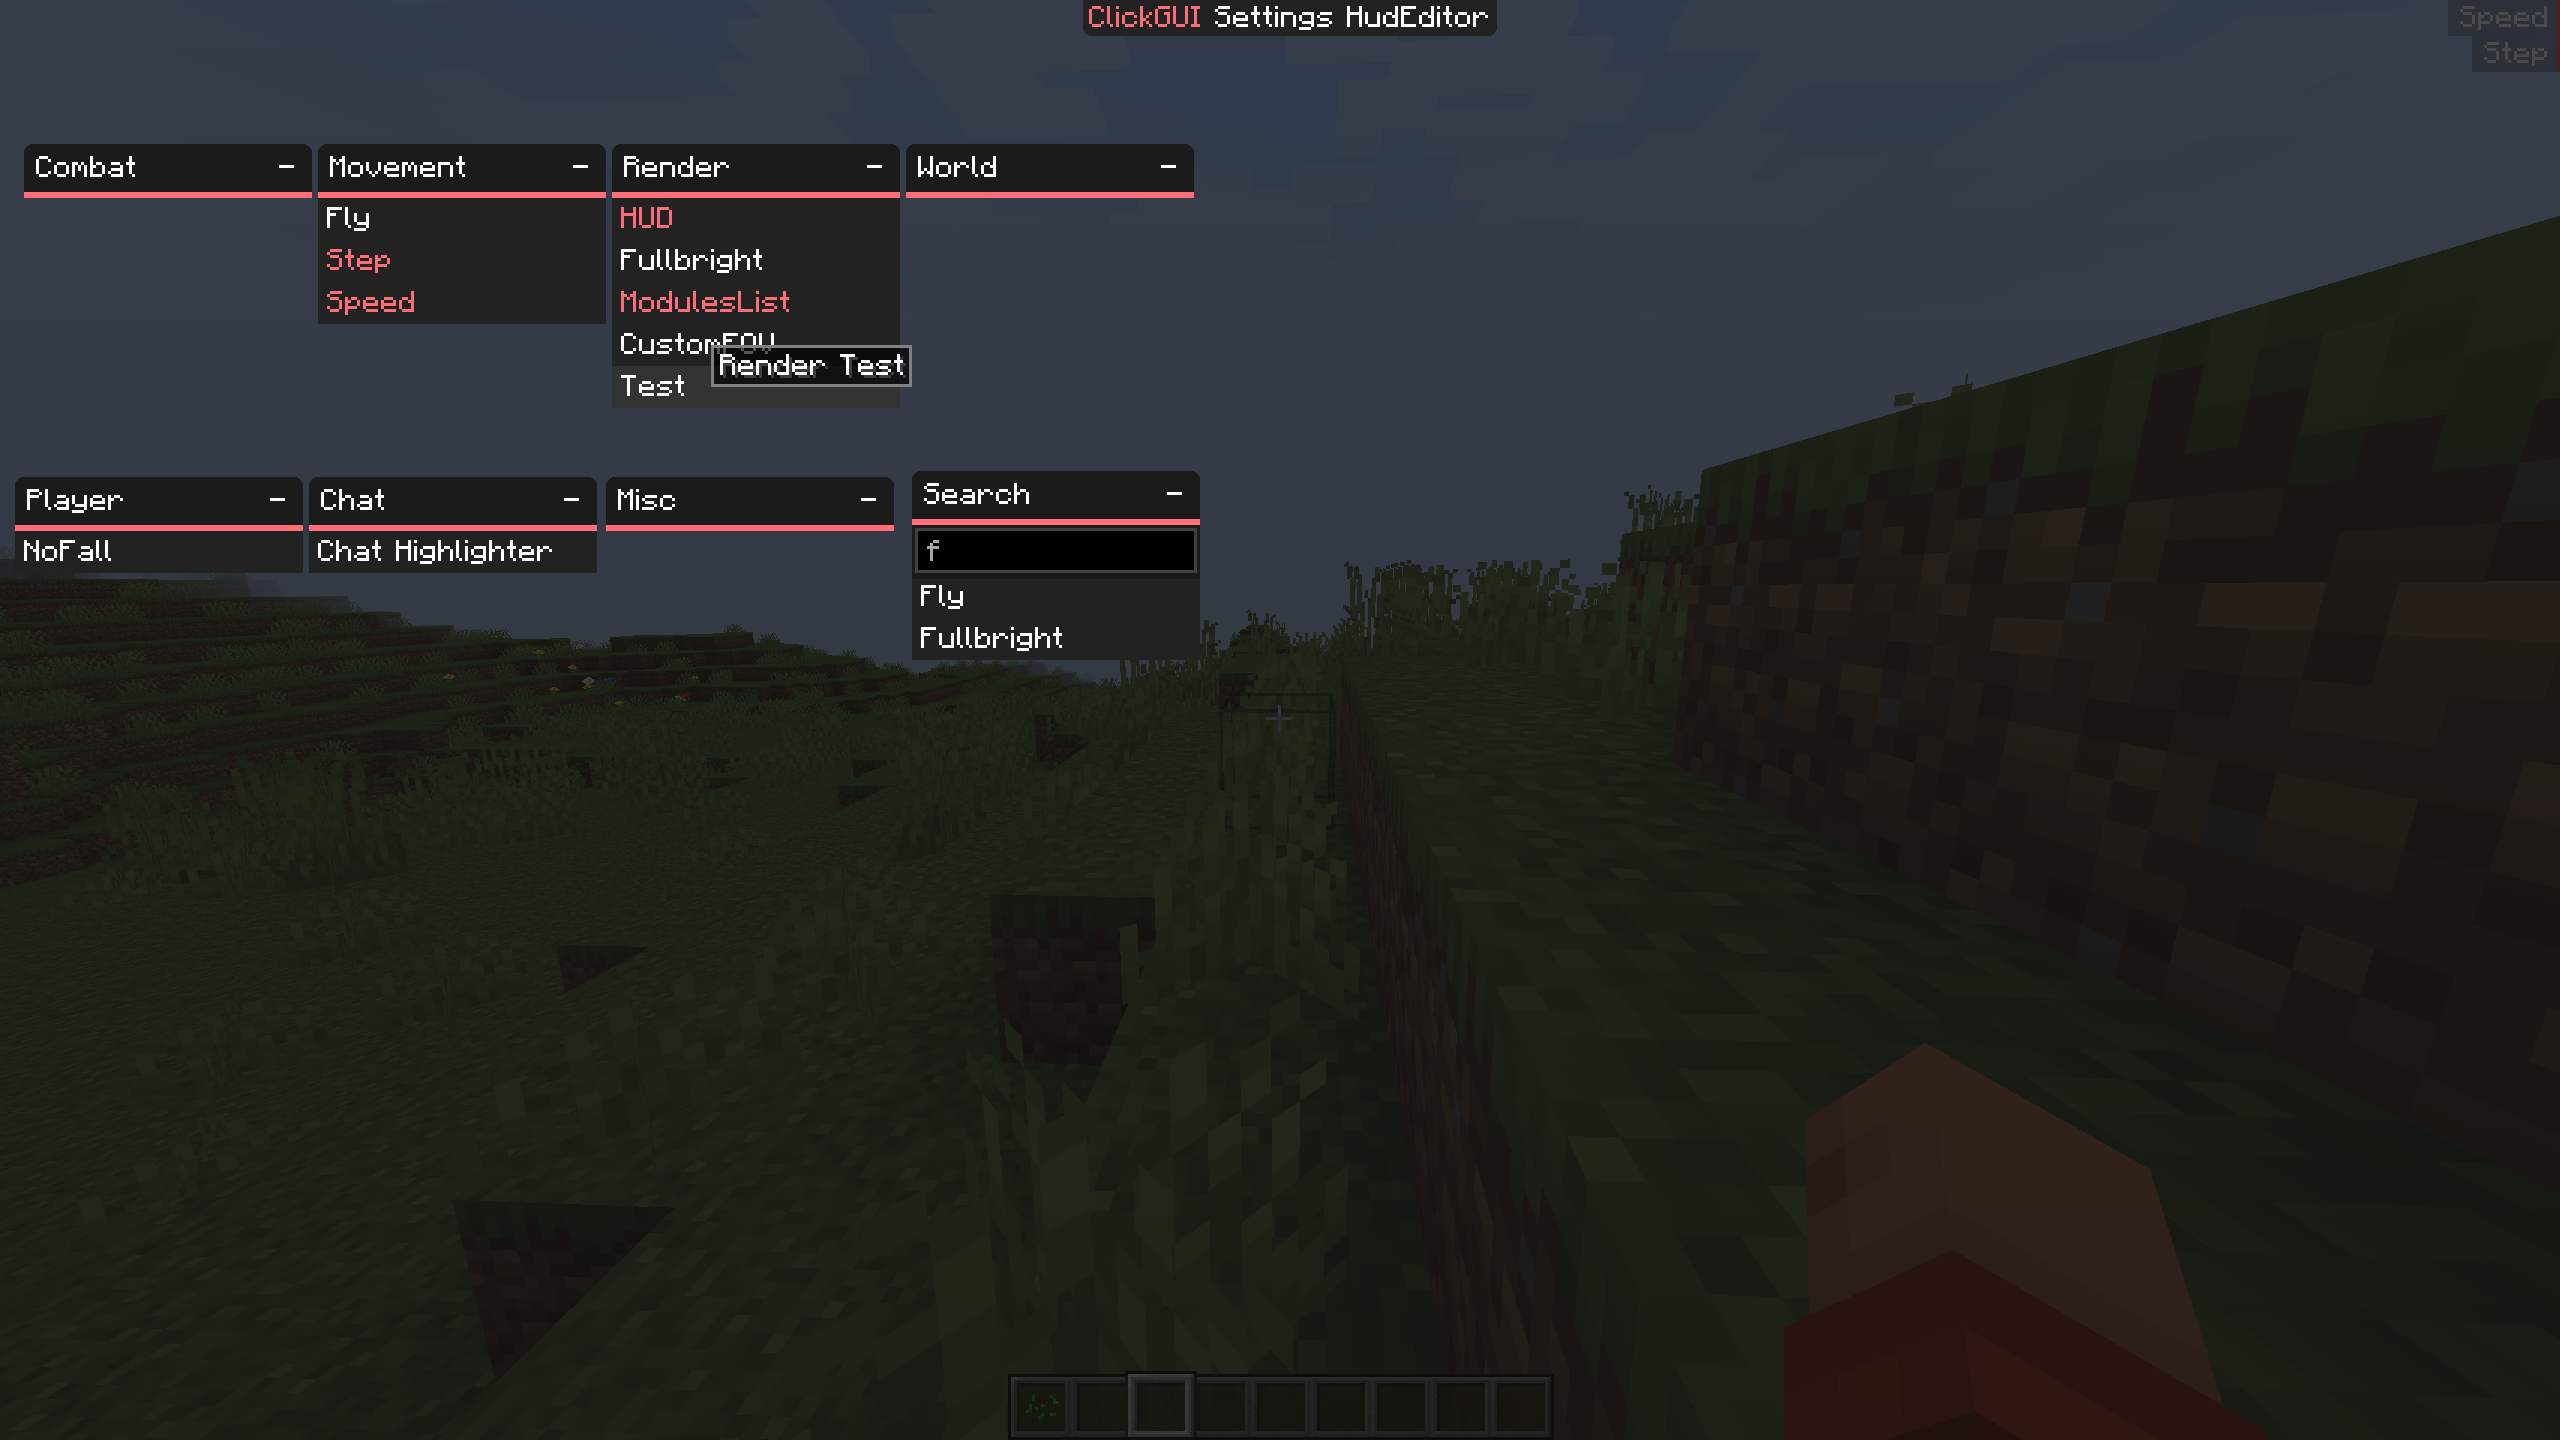 ClickGUI Settings HudEditor
Speed
Step
Combat -
Movement -
Fly
Step
Speed
Render -
HUD
Fullbright
ModulesList
CustomFOV
Render Test
Test
World -
Player -
NoFall
Chat -
Chat Highlighter
Misc -
Search -
f
Fly
Fullbright